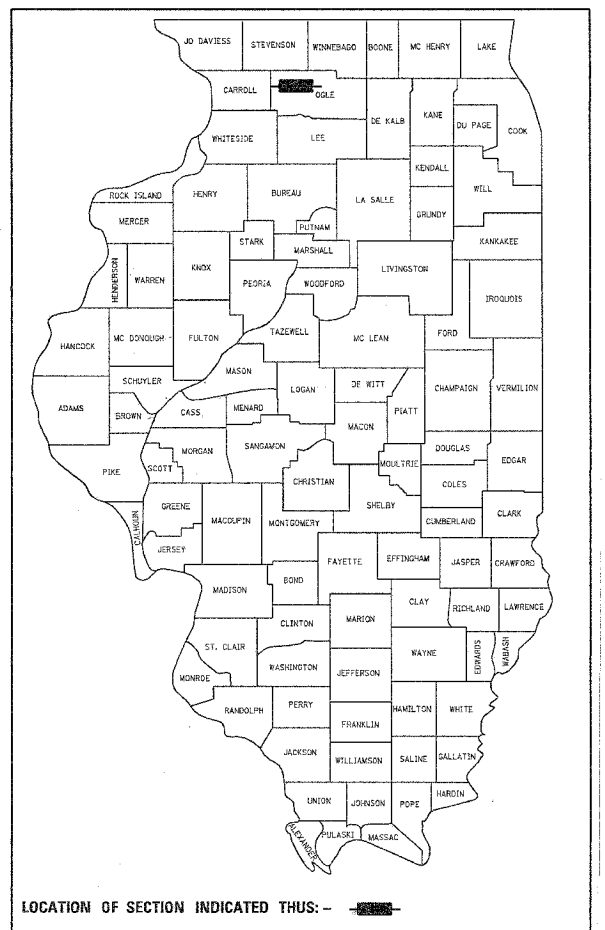 JO DAVIESS STEVENSON WINNEBAGO BOONE MC HENRY LAKE
CARROLL OGLE
DE KALB KANE DU PAGE COOK
WHITESIDE LEE
KENDALL WILL
ROCK ISLAND HENRY BUREAU LA SALLE GRUNDY
MERCER PUTNAM
STARK MARSHALL KANKAKEE
HENDERSON WARREN KNOX PEORIA WOODFORD LIVINGSTON IROQUOIS
HANCOCK MC DONOUGH FULTON TAZEWELL MC LEAN FORD
MASON
SCHUYLER LOGAN DE WITT CHAMPAIGN VERMILION
ADAMS BROWN CASS MENARD PIATT
MACON
MORGAN SANGAMON DOUGLAS EDGAR
PIKE SCOTT MOULTRIE
CHRISTIAN COLES
SHELBY
GREENE MACOUPIN MONTGOMERY CUMBERLAND CLARK
CALHOUN JERSEY
FAYETTE EFFINGHAM JASPER CRAWFORD
MADISON BOND
CLAY RICHLAND LAWRENCE
CLINTON MARION
ST. CLAIR WAYNE EDWARDS WABASH
WASHINGTON JEFFERSON
MONROE
RANDOLPH PERRY HAMILTON WHITE
FRANKLIN
JACKSON WILLIAMSON SALINE GALLATIN
HARDIN
UNION JOHNSON POPE
ALEXANDER PULASKI MASSAC
LOCATION OF SECTION INDICATED THUS: -